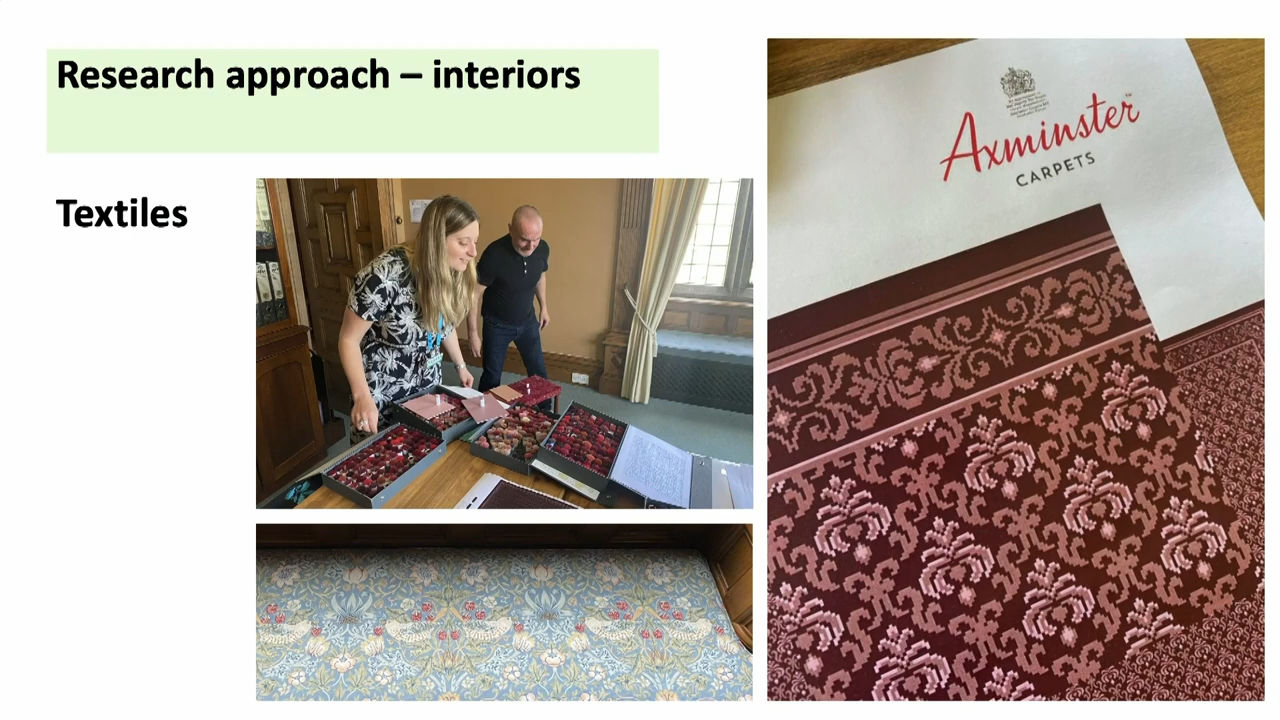 Research approach – interiors
Textiles
Axminster
CARPETS